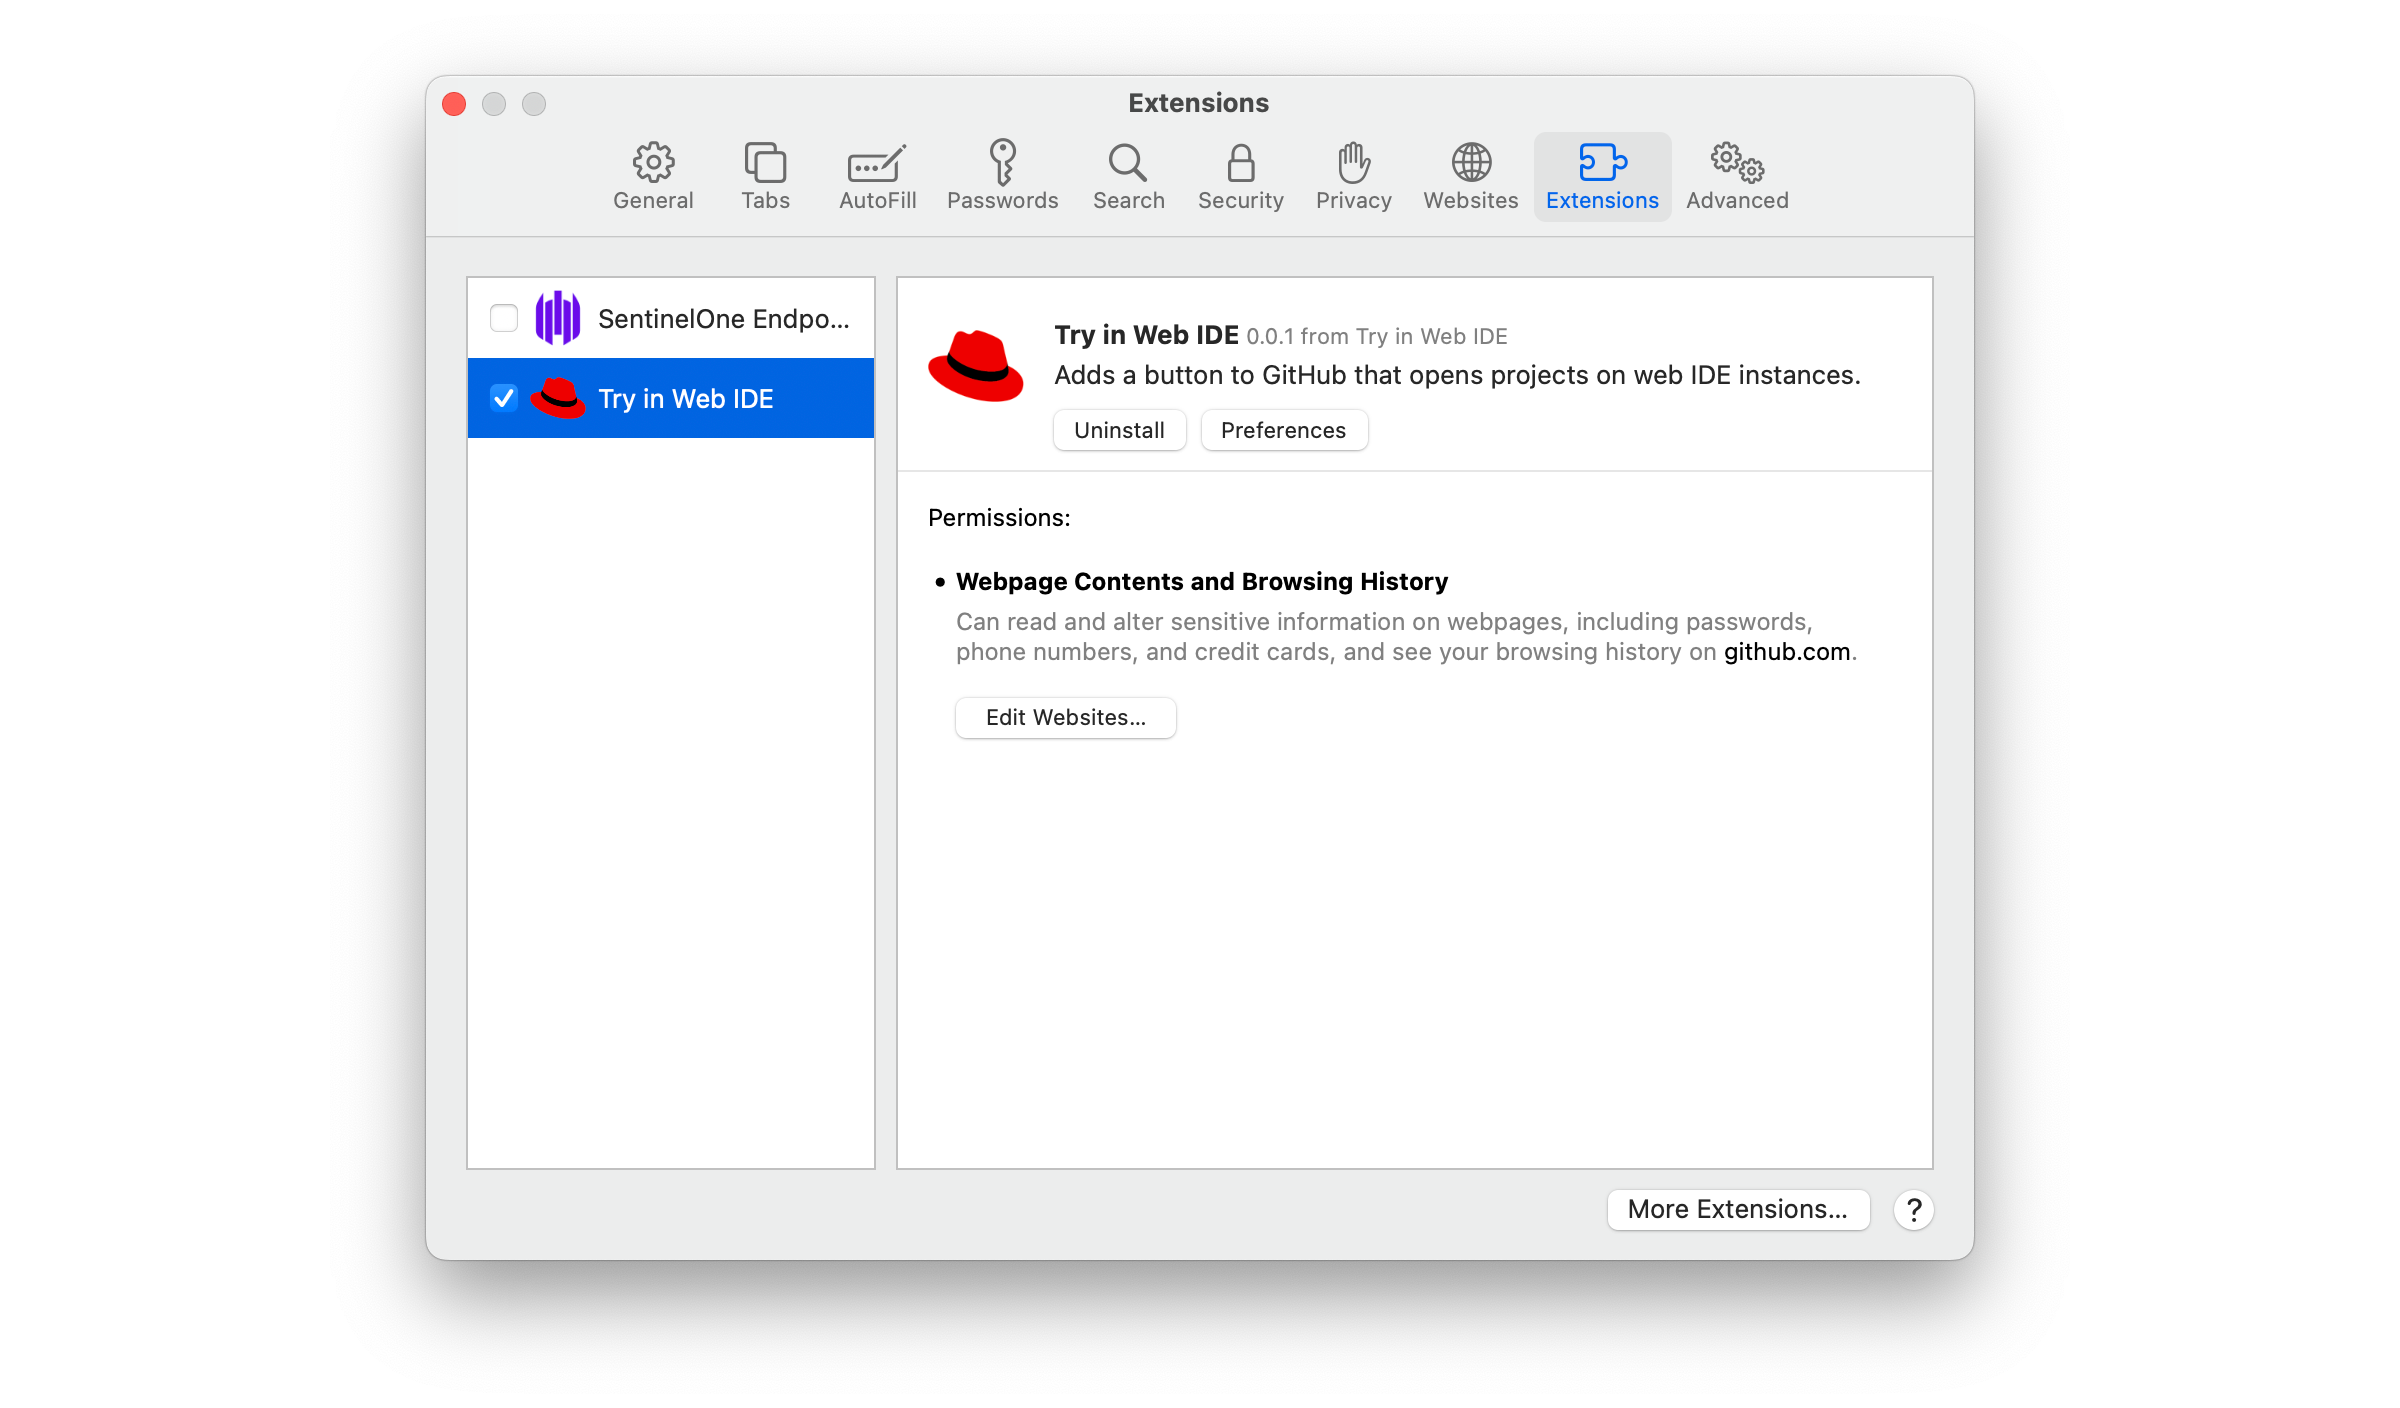 Extensions
General Tabs AutoFill Passwords Search Security Privacy Websites Extensions Advanced
SentinelOne Endpo...
Try in Web IDE
Try in Web IDE 0.0.1 from Try in Web IDE
Adds a button to GitHub that opens projects on web IDE instances.
Uninstall Preferences
Permissions:
• Webpage Contents and Browsing History
Can read and alter sensitive information on webpages, including passwords,
phone numbers, and credit cards, and see your browsing history on github.com.
Edit Websites...
More Extensions... ?